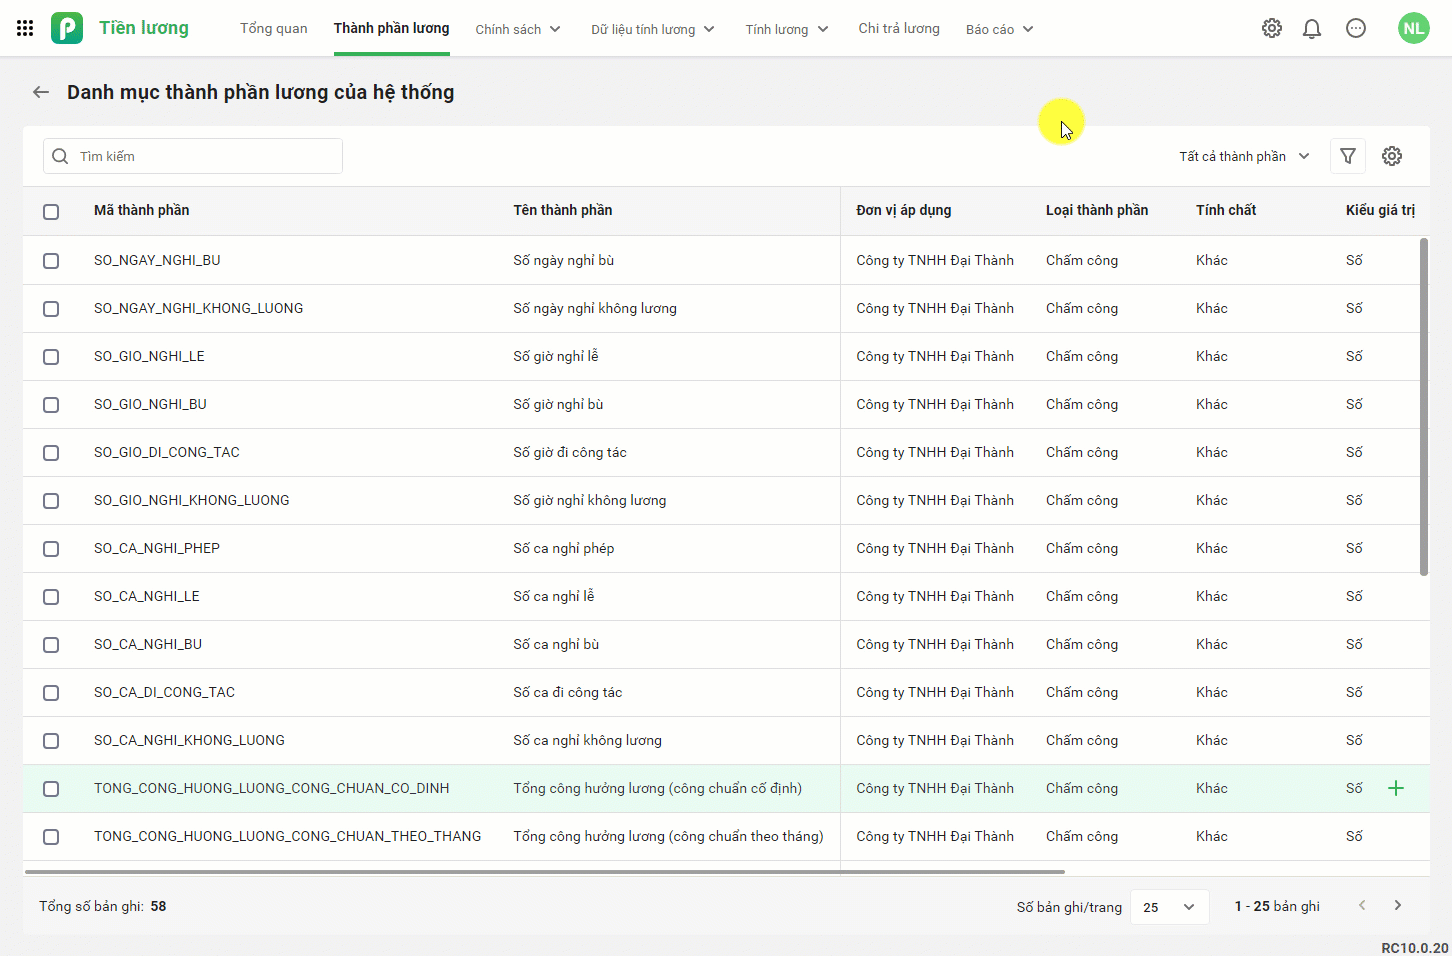 Tiền lương Tổng quan Thành phần lương Chính sách Dữ liệu tính lương Tính lương Chi trả lương Báo cáo NL
Danh mục thành phần lương của hệ thống
Tìm kiếm Tất cả thành phần
Mã thành phần Tên thành phần Đơn vị áp dụng Loại thành phần Tính chất Kiểu giá trị
SO_NGAY_NGHI_BU Số ngày nghỉ bù Công ty TNHH Đại Thành Chấm công Khác Số
SO_NGAY_NGHI_KHONG_LUONG Số ngày nghỉ không lương Công ty TNHH Đại Thành Chấm công Khác Số
SO_GIO_NGHI_LE Số giờ nghỉ lễ Công ty TNHH Đại Thành Chấm công Khác Số
SO_GIO_NGHI_BU Số giờ nghỉ bù Công ty TNHH Đại Thành Chấm công Khác Số
SO_GIO_DI_CONG_TAC Số giờ đi công tác Công ty TNHH Đại Thành Chấm công Khác Số
SO_GIO_NGHI_KHONG_LUONG Số giờ nghỉ không lương Công ty TNHH Đại Thành Chấm công Khác Số
SO_CA_NGHI_PHEP Số ca nghỉ phép Công ty TNHH Đại Thành Chấm công Khác Số
SO_CA_NGHI_LE Số ca nghỉ lễ Công ty TNHH Đại Thành Chấm công Khác Số
SO_CA_NGHI_BU Số ca nghỉ bù Công ty TNHH Đại Thành Chấm công Khác Số
SO_CA_DI_CONG_TAC Số ca đi công tác Công ty TNHH Đại Thành Chấm công Khác Số
SO_CA_NGHI_KHONG_LUONG Số ca nghỉ không lương Công ty TNHH Đại Thành Chấm công Khác Số
TONG_CONG_HUONG_LUONG_CONG_CHUAN_CO_DINH Tổng công hưởng lương (công chuẩn cố định) Công ty TNHH Đại Thành Chấm công Khác Số
TONG_CONG_HUONG_LUONG_CONG_CHUAN_THEO_THANG Tổng công hưởng lương (công chuẩn theo tháng) Công ty TNHH Đại Thành Chấm công Khác Số
Tổng số bản ghi: 58 Số bản ghi/trang 25 1 - 25 bản ghi
RC10.0.20